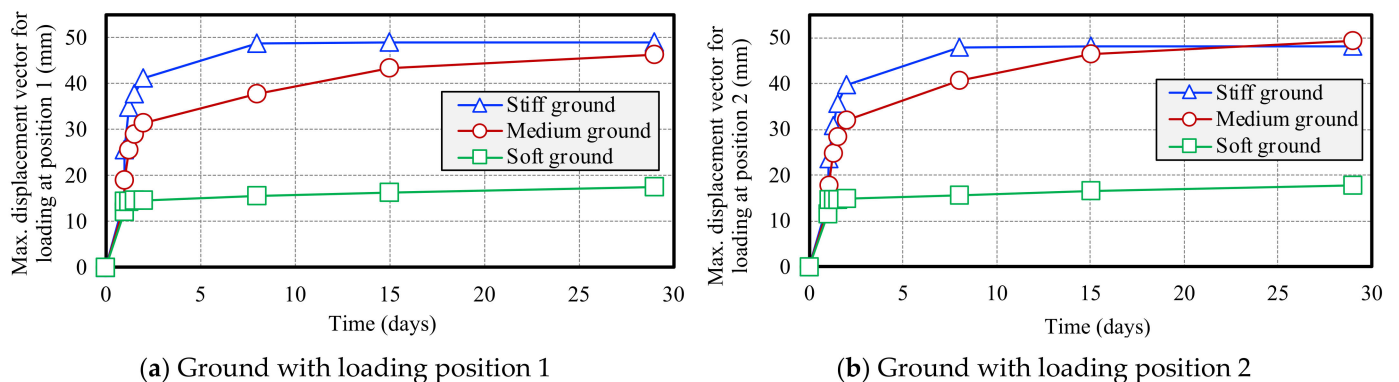 Max. displacement vector for
loading at position 1 (mm)
50
40
30
20
10
0
Stiff ground
Medium ground
Soft ground
0 5 10 15 20 25 30
Time (days)
(a) Ground with loading position 1
Max. displacement vector for
loading at position 2 (mm)
50
40
30
20
10
0
Stiff ground
Medium ground
Soft ground
0 5 10 15 20 25 30
Time (days)
(b) Ground with loading position 2